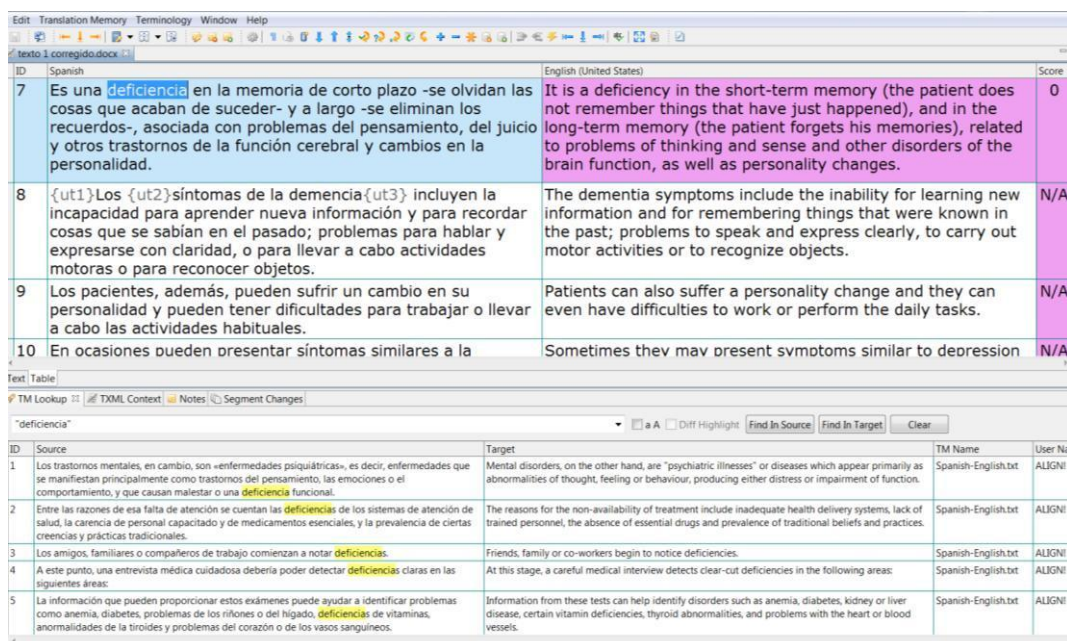 Edit Translation Memory Terminology Window Help
texto 1 corregido.docx
ID Spanish English (United States) Score
7 Es una deficiencia en la memoria de corto plazo -se olvidan las It is a deficiency in the short-term memory (the patient does 0
cosas que acaban de suceder- y a largo -se eliminan los not remember things that have just happened), and in the
recuerdos-, asociada con problemas del pensamiento, del juicio long-term memory (the patient forgets his memories), related
y otros trastornos de la función cerebral y cambios en la to problems of thinking and sense and other disorders of the
personalidad. brain function, as well as personality changes.
8 {ut1}Los {ut2}síntomas de la demencia{ut3} incluyen la The dementia symptoms include the inability for learning new N/A
incapacidad para aprender nueva información y para recordar information and for remembering things that were known in
cosas que se sabían en el pasado; problemas para hablar y the past; problems to speak and express clearly, to carry out
expresarse con claridad, o para llevar a cabo actividades motor activities or to recognize objects.
motoras o para reconocer objetos.
9 Los pacientes, además, pueden sufrir un cambio en su Patients can also suffer a personality change and they can N/A
personalidad y pueden tener dificultades para trabajar o llevar even have difficulties to work or perform the daily tasks.
a cabo las actividades habituales.
10 En ocasiones pueden presentar síntomas similares a la Sometimes they may present symptoms similar to depression N/A
Text Table
TM Lookup TXML Context Notes Segment Changes
"deficiencia" a A Diff Highlight Find In Source Find In Target Clear
ID Source Target TM Name User Na
1 Los trastornos mentales, en cambio, son «enfermedades psiquiátricas», es decir, enfermedades que Mental disorders, on the other hand, are "psychiatric illnesses" or diseases which appear primarily as Spanish-English.txt ALIGN!
se manifiestan principalmente como trastornos del pensamiento, las emociones o el abnormalities of thought, feeling or behaviour, producing either distress or impairment of function.
comportamiento, y que causan malestar o una deficiencia funcional.
2 Entre las razones de esa falta de atención se cuentan las deficiencias de los sistemas de atención de The reasons for the non-availability of treatment include inadequate health delivery systems, lack of Spanish-English.txt ALIGN!
salud, la carencia de personal capacitado y de medicamentos esenciales, y la prevalencia de ciertas trained personnel, the absence of essential drugs and prevalence of traditional beliefs and practices.
creencias y prácticas tradicionales.
3 Los amigos, familiares o compañeros de trabajo comienzan a notar deficiencias. Friends, family or co-workers begin to notice deficiencies. Spanish-English.txt ALIGN!
4 A este punto, una entrevista médica cuidadosa debería poder detectar deficiencias claras en las At this stage, a careful medical interview detects clear-cut deficiencies in the following areas: Spanish-English.txt ALIGN!
siguientes áreas:
5 La información que pueden proporcionar estos exámenes puede ayudar a identificar problemas Information from these tests can help identify disorders such as anemia, diabetes, kidney or liver Spanish-English.txt ALIGN!
como anemia, diabetes, problemas de los riñones o del hígado, deficiencias de vitaminas, disease, certain vitamin deficiencies, thyroid abnormalities, and problems with the heart or blood
anormalidades de la tiroides y problemas del corazón o de los vasos sanguíneos. vessels.